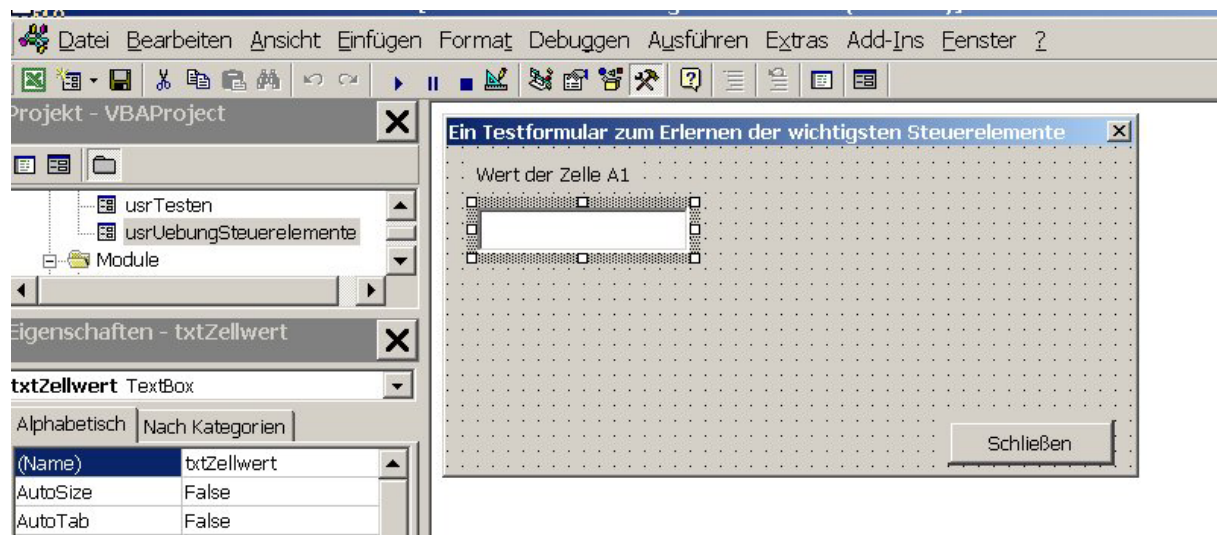 Datei Bearbeiten Ansicht Einfügen Format Debuggen Ausführen Extras Add-Ins Fenster ?
Projekt - VBAProject
usrTesten
usrUebungSteuerelemente
Module
Eigenschaften - txtZellwert
txtZellwert TextBox
Alphabetisch Nach Kategorien
(Name) txtZellwert
AutoSize False
AutoTab False
Ein Testformular zum Erlernen der wichtigsten Steuerelemente
Wert der Zelle A1
Schließen